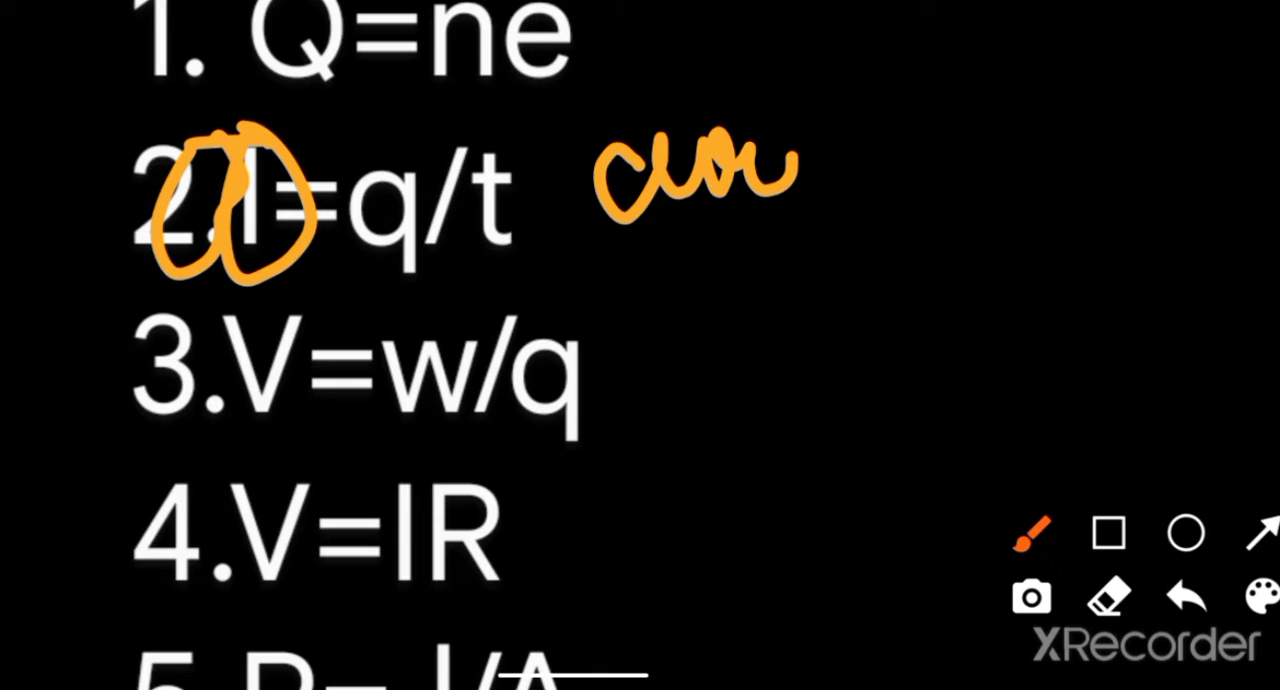 1. Q=ne
2.I=q/t
3.V=w/q
4.V=IR
XRecorder